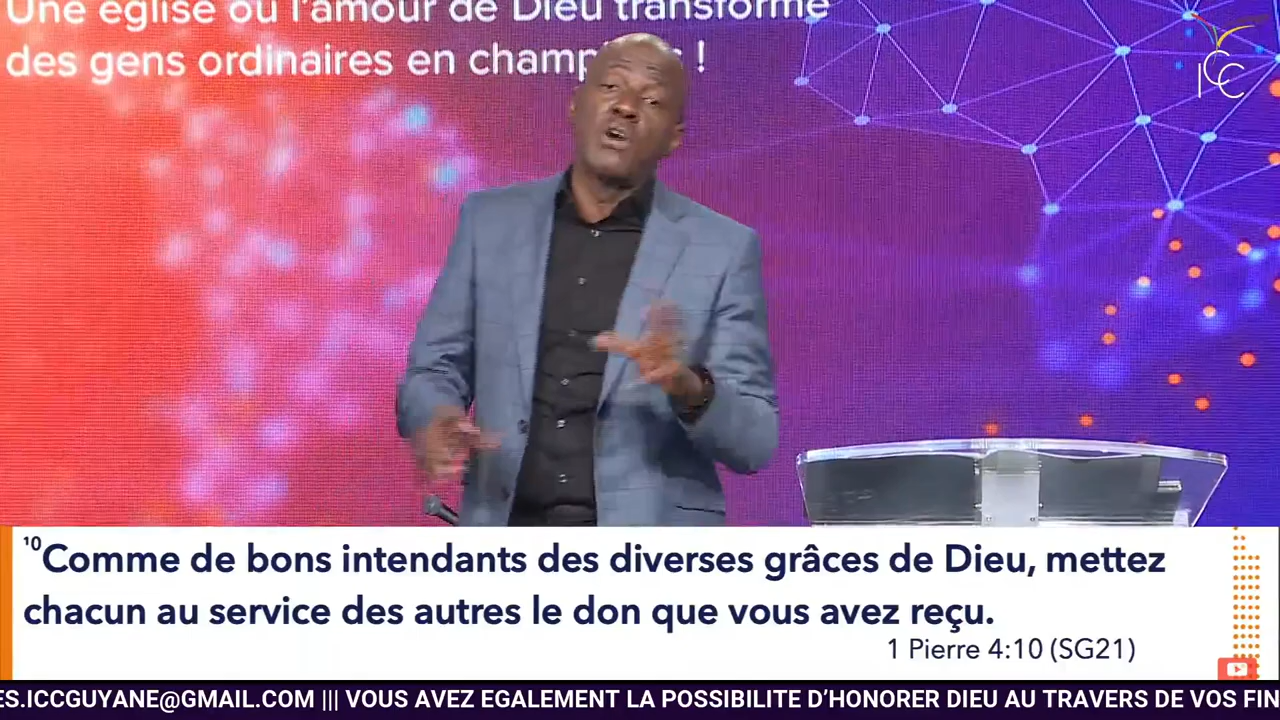 Une église où l'amour de Dieu transforme
des gens ordinaires en champ !
ICC
¹⁰Comme de bons intendants des diverses grâces de Dieu, mettez
chacun au service des autres le don que vous avez reçu.
1 Pierre 4:10 (SG21)
ES.ICCGUYANE@GMAIL.COM ||| VOUS AVEZ EGALEMENT LA POSSIBILITE D’HONORER DIEU AU TRAVERS DE VOS FIN